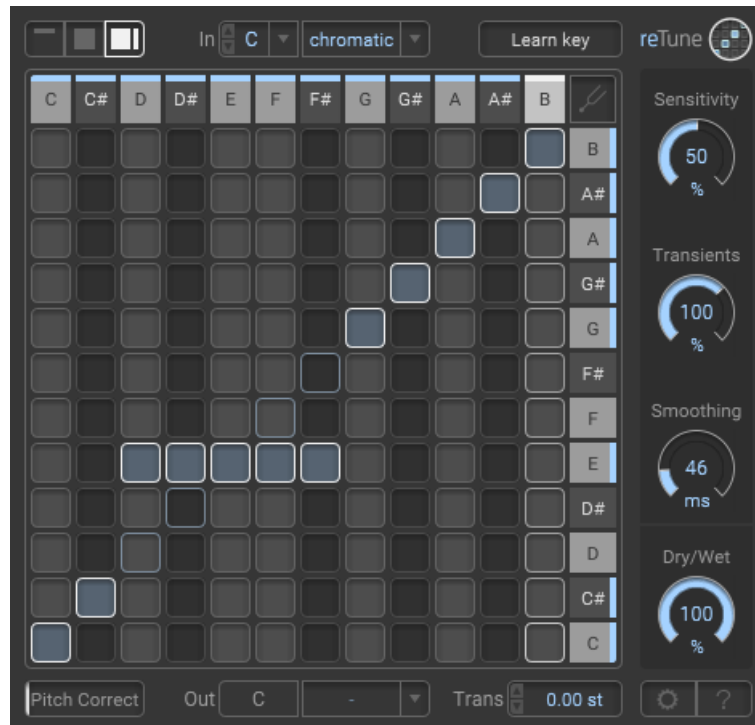 In C chromatic Learn key reTune
C C# D D# E F F# G G# A A# B
Sensitivity
50
%
B
A#
A
G#
G
F#
F
E
D#
D
C#
C
Transients
100
%
Smoothing
46
ms
Dry/Wet
100
%
Pitch Correct Out C - Trans 0.00 st ?